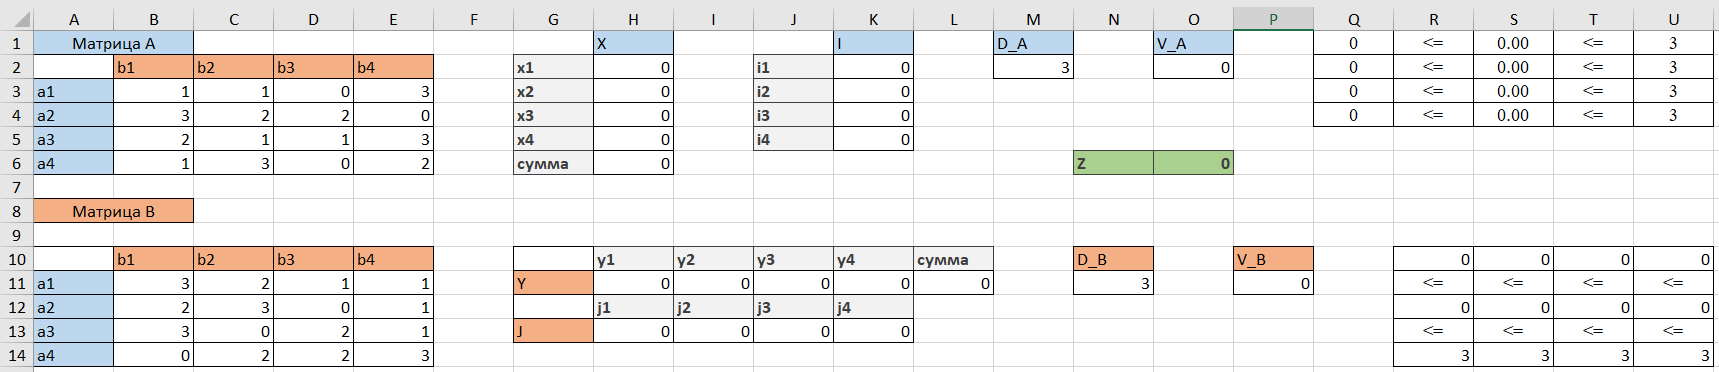 A B C D E F G H I J K L M N O P Q R S T U
1 Матрица А X I D_A V_A 0 <= 0.00 <= 3
2 b1 b2 b3 b4 x1 0 i1 0 3 0 0 <= 0.00 <= 3
3 a1 1 1 0 3 x2 0 i2 0 0 <= 0.00 <= 3
4 a2 3 2 2 0 x3 0 i3 0 0 <= 0.00 <= 3
5 a3 2 1 1 3 x4 0 i4 0
6 a4 1 3 0 2 сумма 0 Z 0
7
8 Матрица В
9
10 b1 b2 b3 b4 y1 y2 y3 y4 сумма D_B V_B 0 0 0 0
11 a1 3 2 1 1 Y 0 0 0 0 0 3 0 <= <= <= <=
12 a2 2 3 0 1 j1 j2 j3 j4 0 0 0 0
13 a3 3 0 2 1 J 0 0 0 0 <= <= <= <=
14 a4 0 2 2 3 3 3 3 3